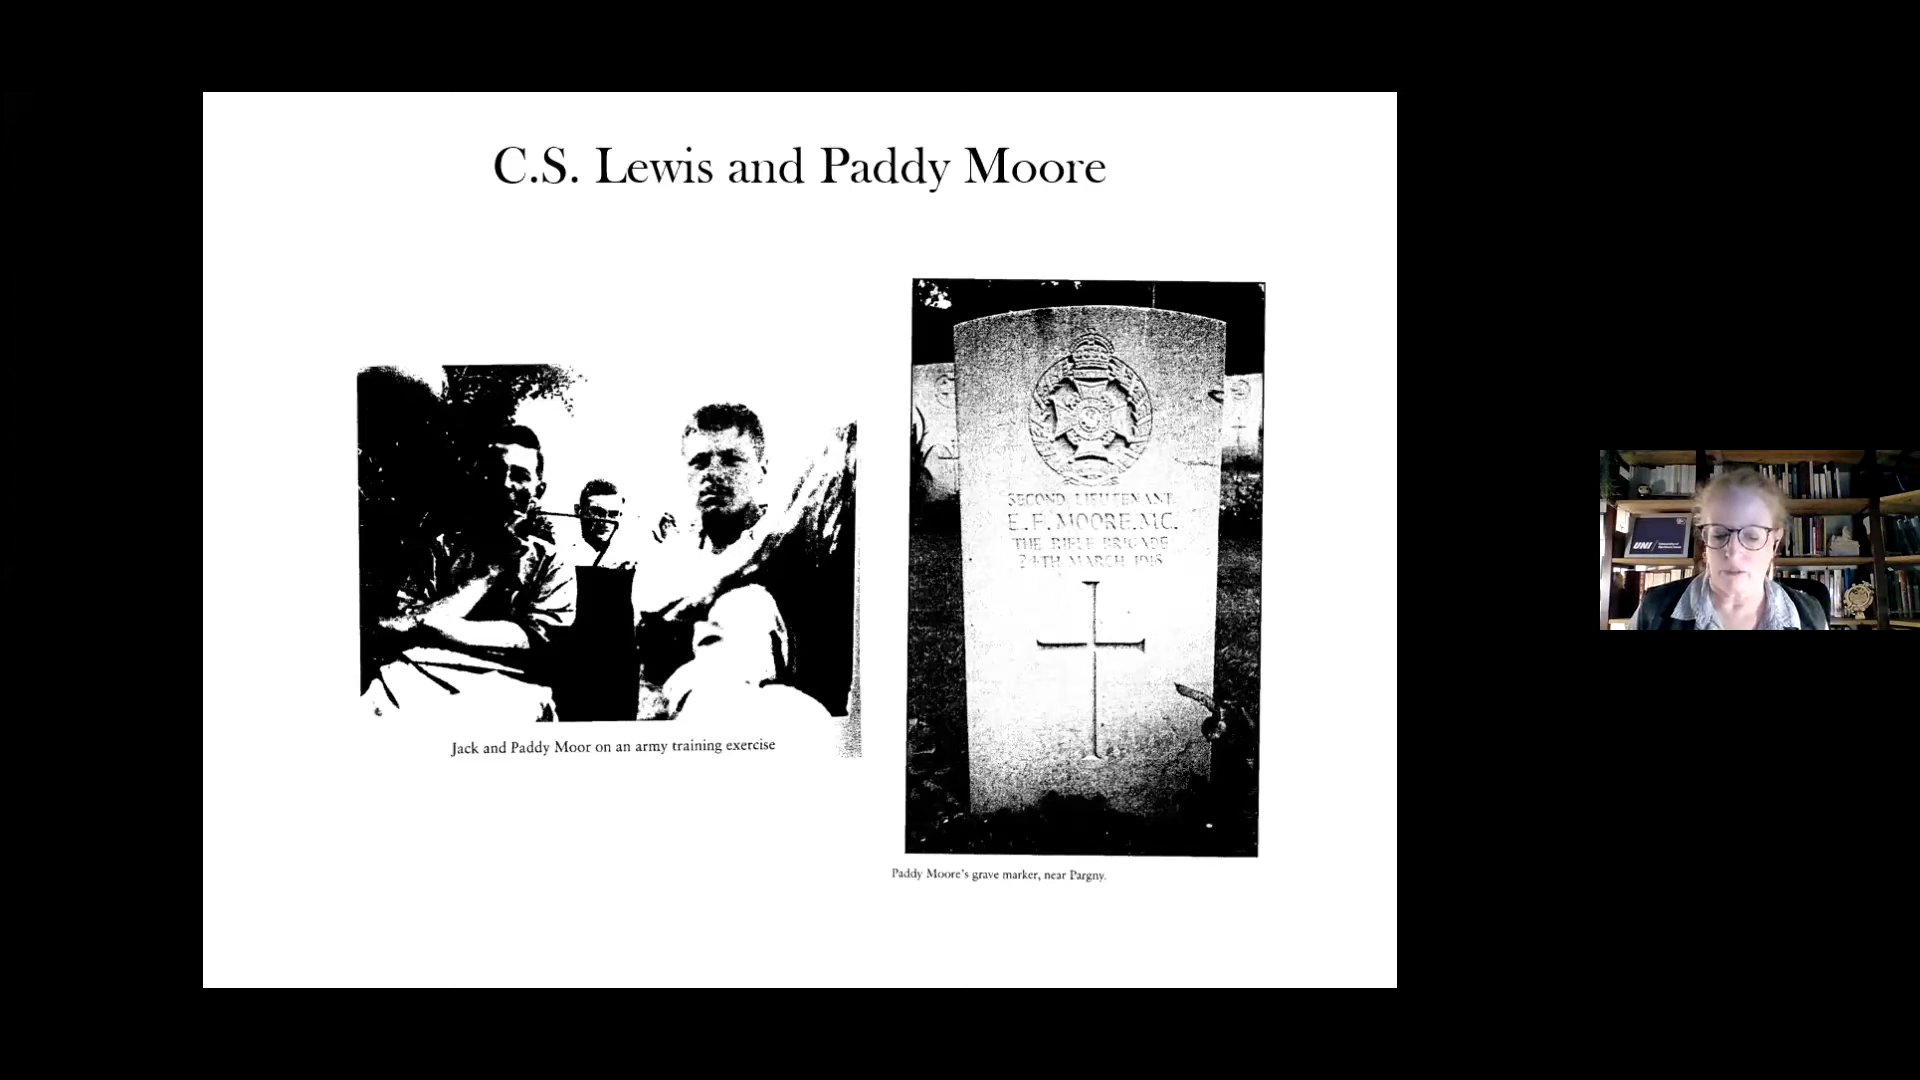 C.S. Lewis and Paddy Moore
Jack and Paddy Moor on an army training exercise
SECOND LIEUTENANT
E. F. MOORE. MC.
THE RIFLE BRIGADE
24TH MARCH 1918
Paddy Moore's grave marker, near Pargny.
UNI